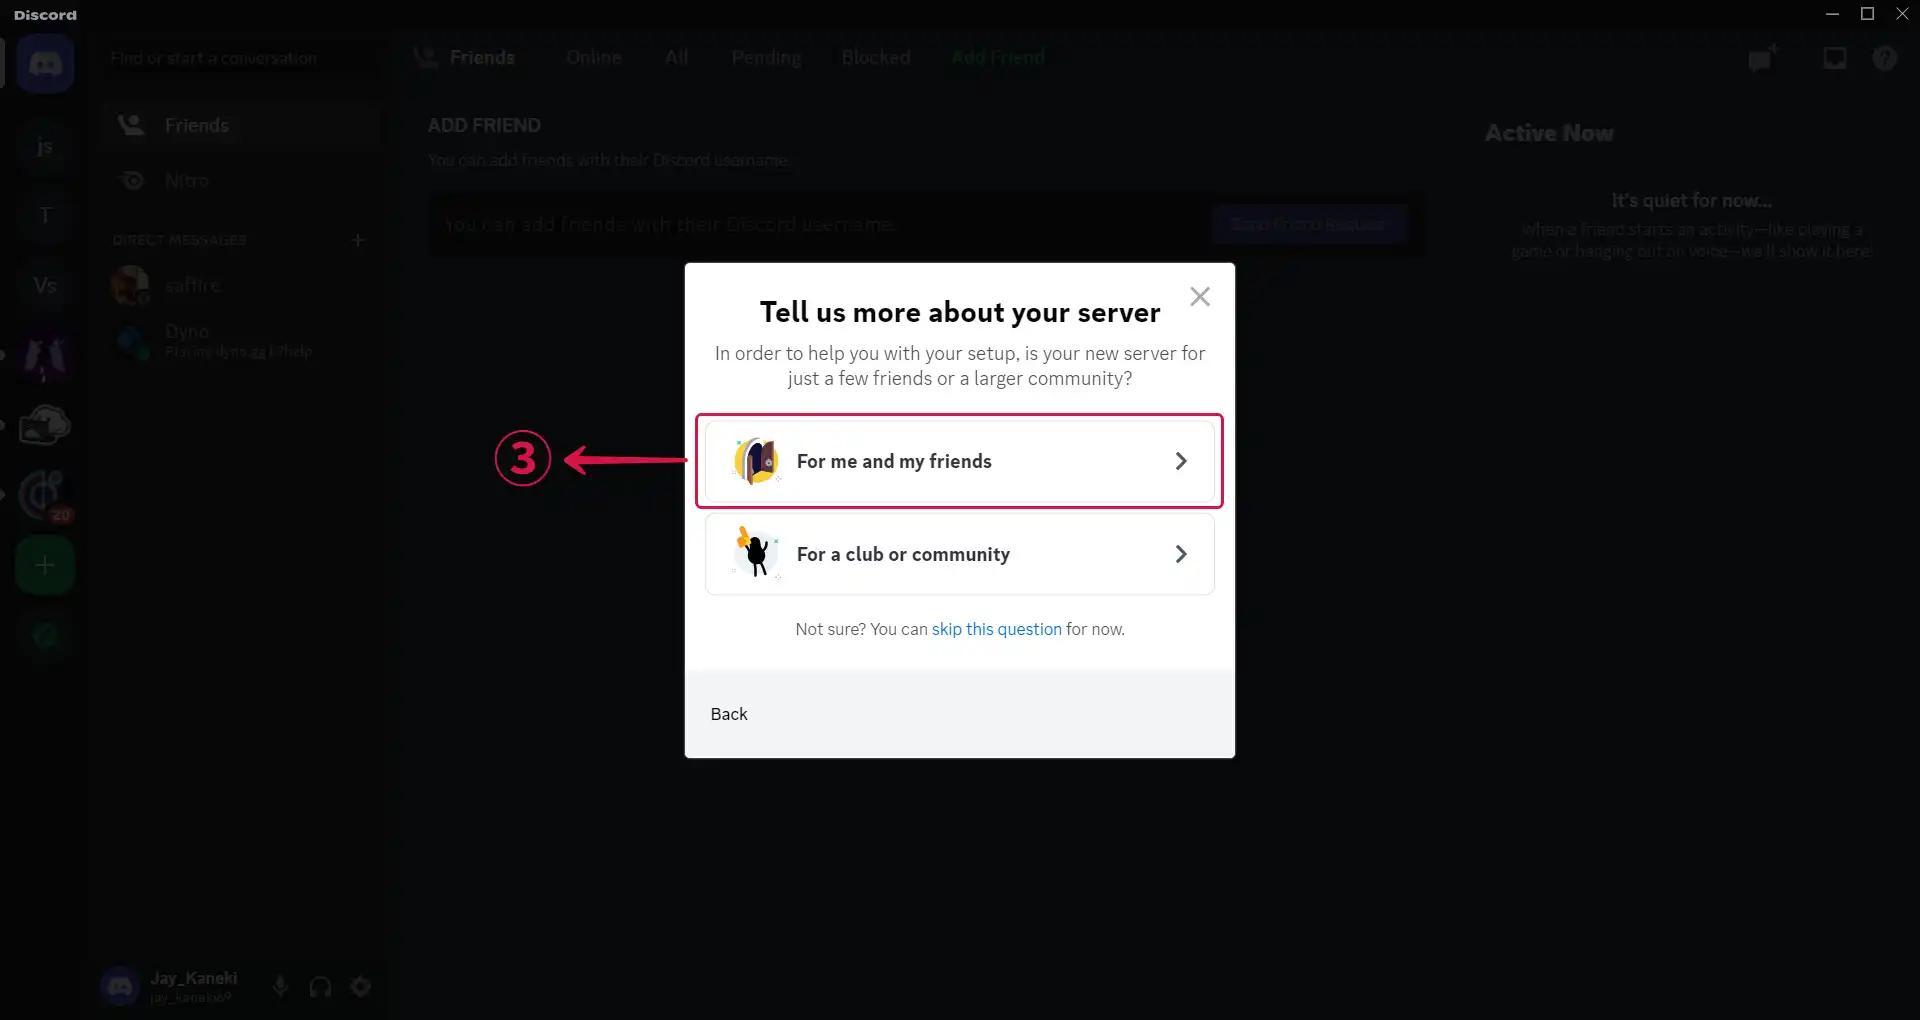 Discord
Find or start a conversation
Friends
Online
All
Pending
Blocked
Add Friend
js
T
Vs
20
Friends
Nitro
DIRECT MESSAGES
saffire
Dyno
Playing dyno.gg | ?help
ADD FRIEND
You can add friends with their Discord username.
You can add friends with their Discord username.
Send Friend Request
Active Now
It's quiet for now...
When a friend starts an activity—like playing a
game or hanging out on voice—we'll show it here!
Tell us more about your server
In order to help you with your setup, is your new server for
just a few friends or a larger community?
3
For me and my friends
For a club or community
Not sure? You can skip this question for now.
Back
Jay_Kaneki
jay_kaneki69